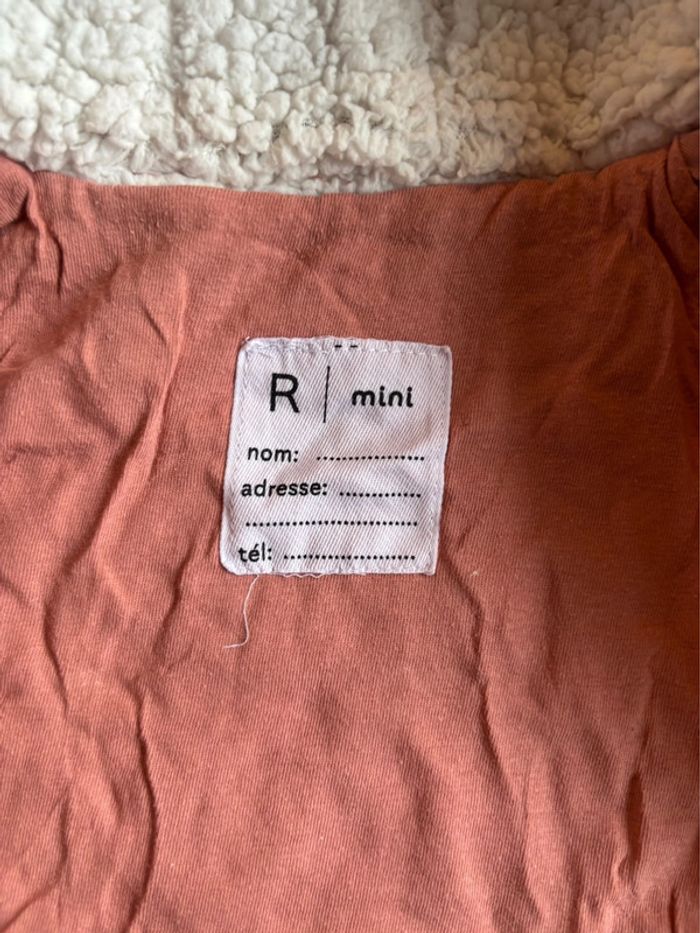 R | mini
nom: ......................
adresse: .................
....................................
tél: ...........................